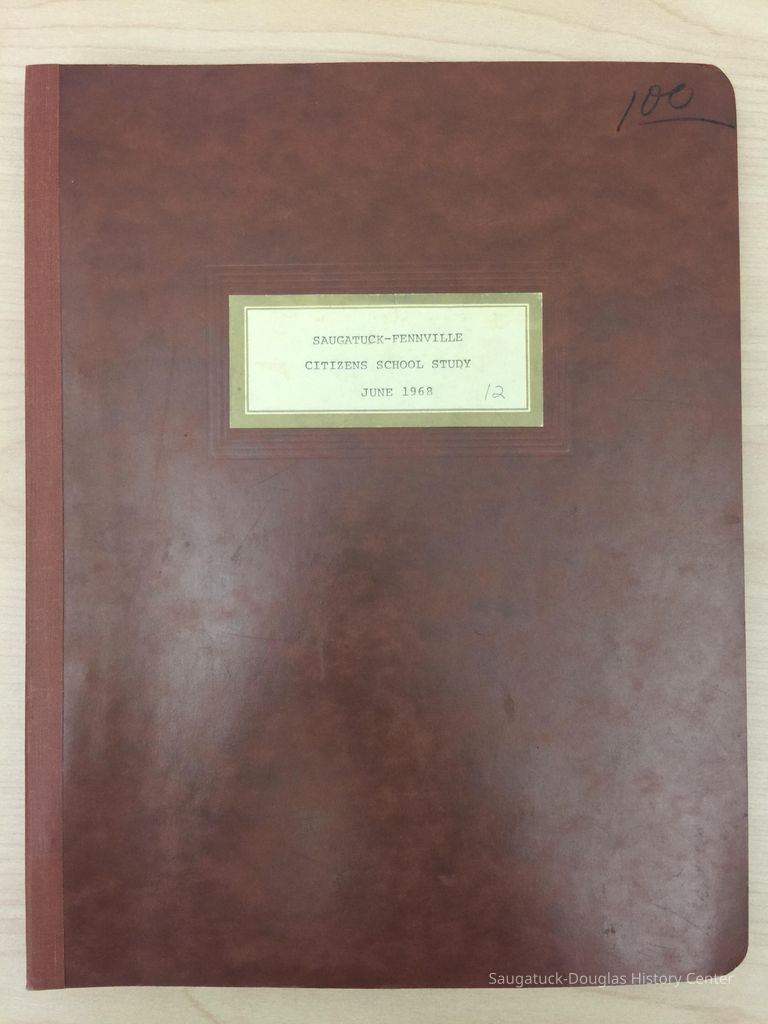 100
SAUGATUCK-FENNVILLE
CITIZENS SCHOOL STUDY
JUNE 1968 12
Saugatuck-Douglas History Center